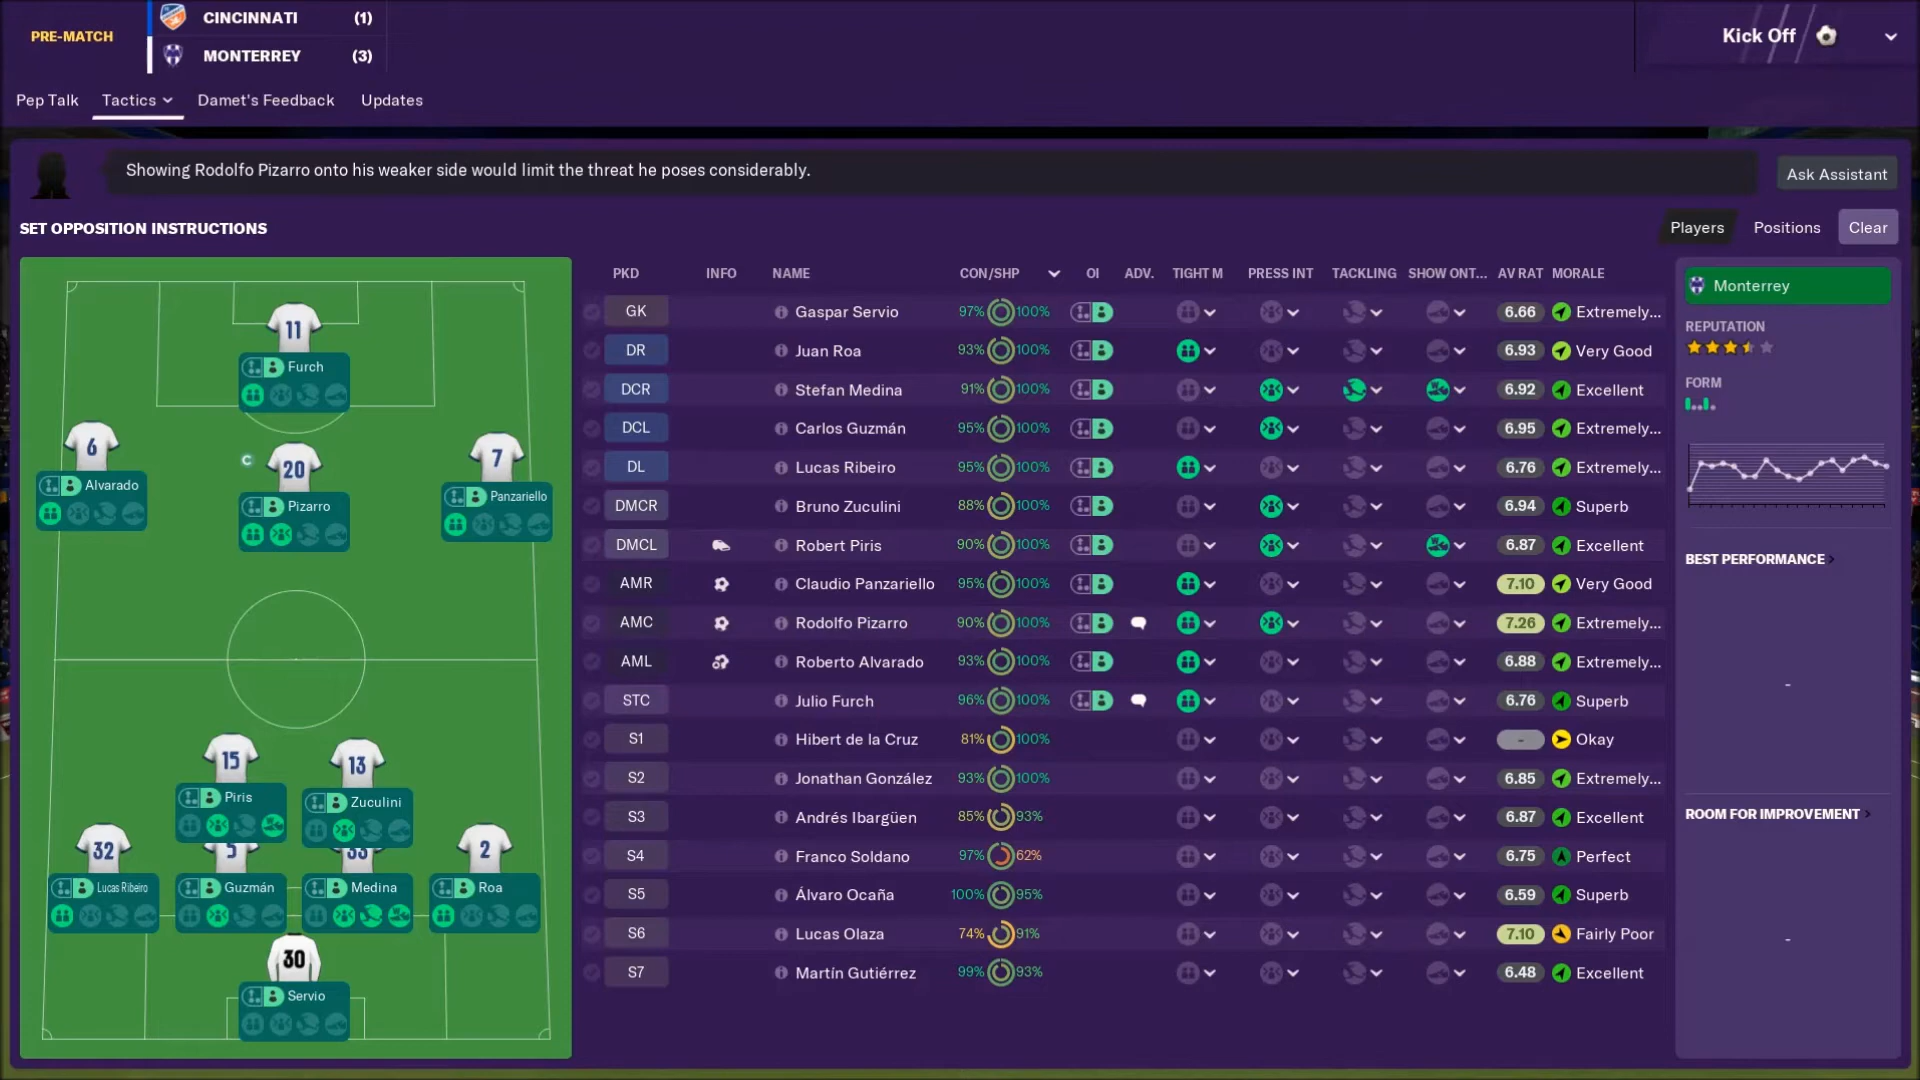 PRE-MATCH
CINCINNATI (1)
MONTERREY (3)
Kick Off
Pep Talk Tactics Damet's Feedback Updates
Showing Rodolfo Pizarro onto his weaker side would limit the threat he poses considerably.
Ask Assistant
SET OPPOSITION INSTRUCTIONS
Players Positions Clear
11
Furch
6
Alvarado
C
20
Pizarro
7
Panzariello
15
Piris
13
Zuculini
32
Lucas Ribeiro
5
Guzmán
33
Medina
2
Roa
30
Servio
PKD INFO NAME CON/SHP OI ADV. TIGHT M PRESS INT TACKLING SHOW ONT... AV RAT MORALE
GK Gaspar Servio 97% 100% 6.66 Extremely...
DR Juan Roa 93% 100% 6.93 Very Good
DCR Stefan Medina 91% 100% 6.92 Excellent
DCL Carlos Guzmán 95% 100% 6.95 Extremely...
DL Lucas Ribeiro 95% 100% 6.76 Extremely...
DMCR Bruno Zuculini 88% 100% 6.94 Superb
DMCL Robert Piris 90% 100% 6.87 Excellent
AMR Claudio Panzariello 95% 100% 7.10 Very Good
AMC Rodolfo Pizarro 90% 100% 7.26 Extremely...
AML Roberto Alvarado 93% 100% 6.88 Extremely...
STC Julio Furch 96% 100% 6.76 Superb
S1 Hibert de la Cruz 81% 100% - Okay
S2 Jonathan González 93% 100% 6.85 Extremely...
S3 Andrés Ibargüen 85% 93% 6.87 Excellent
S4 Franco Soldano 97% 62% 6.75 Perfect
S5 Álvaro Ocaña 100% 95% 6.59 Superb
S6 Lucas Olaza 74% 91% 7.10 Fairly Poor
S7 Martín Gutiérrez 99% 93% 6.48 Excellent
Monterrey
REPUTATION
FORM
BEST PERFORMANCE
-
ROOM FOR IMPROVEMENT
-